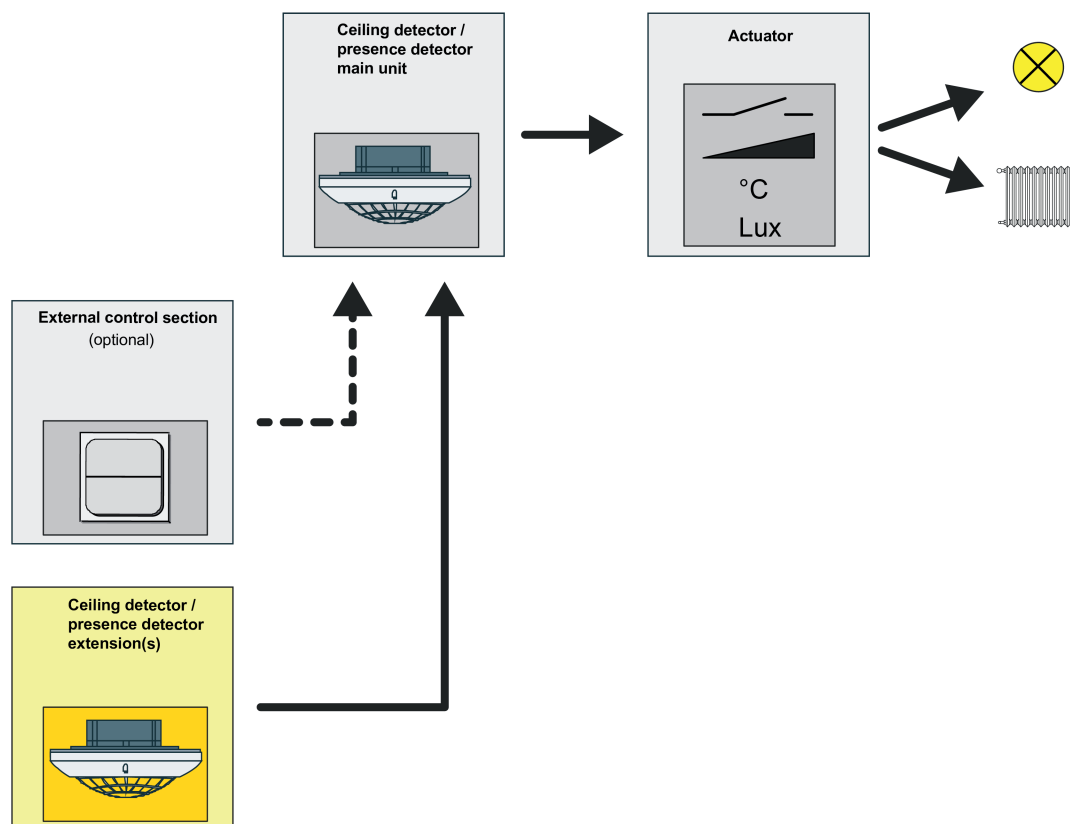 Ceiling detector /
presence detector
main unit
Actuator
°C
Lux
External control section
(optional)
Ceiling detector /
presence detector
extension(s)